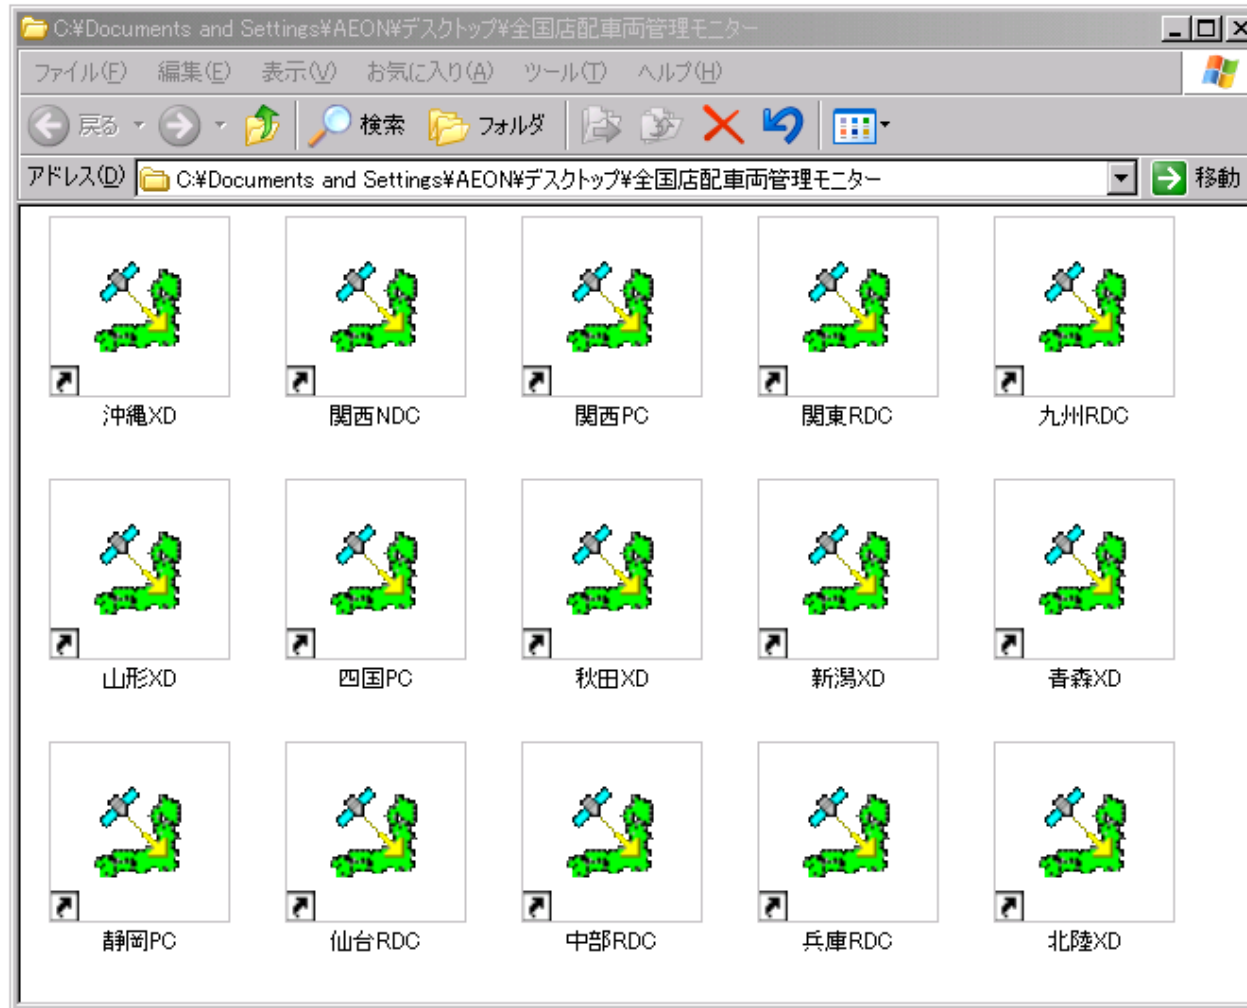 C:¥Documents and Settings¥AEON¥デスクトップ¥全国店配車両管理モニター
ファイル(F) 編集(E) 表示(V) お気に入り(A) ツール(T) ヘルプ(H)
戻る 検索 フォルダ
アドレス(D) C:¥Documents and Settings¥AEON¥デスクトップ¥全国店配車両管理モニター 移動
沖縄XD 関西NDC 関西PC 関東RDC 九州RDC
山形XD 四国PC 秋田XD 新潟XD 青森XD
静岡PC 仙台RDC 中部RDC 兵庫RDC 北陸XD